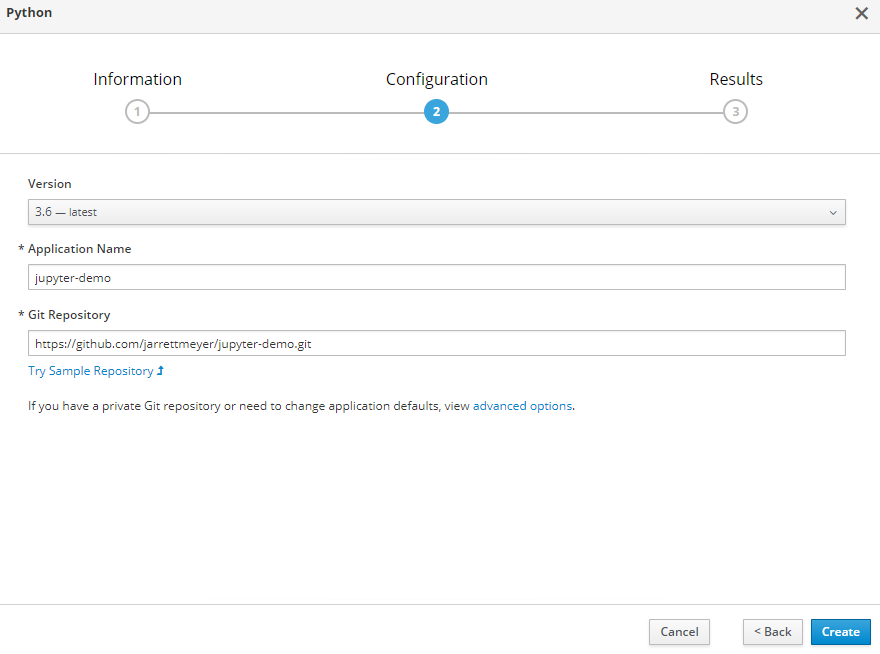 Python
Information Configuration Results
1 2 3
Version
3.6 — latest
* Application Name
jupyter-demo
* Git Repository
https://github.com/jarrettmeyer/jupyter-demo.git
Try Sample Repository
If you have a private Git repository or need to change application defaults, view advanced options.
Cancel < Back Create